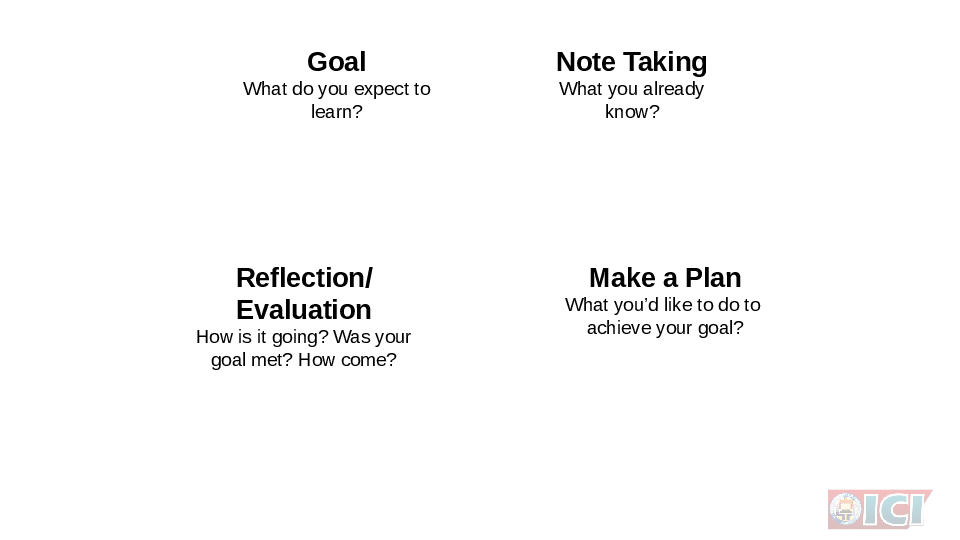 Goal
What do you expect to
learn?
Note Taking
What you already
know?
Reflection/
Evaluation
How is it going? Was your
goal met? How come?
Make a Plan
What you’d like to do to
achieve your goal?
ICI